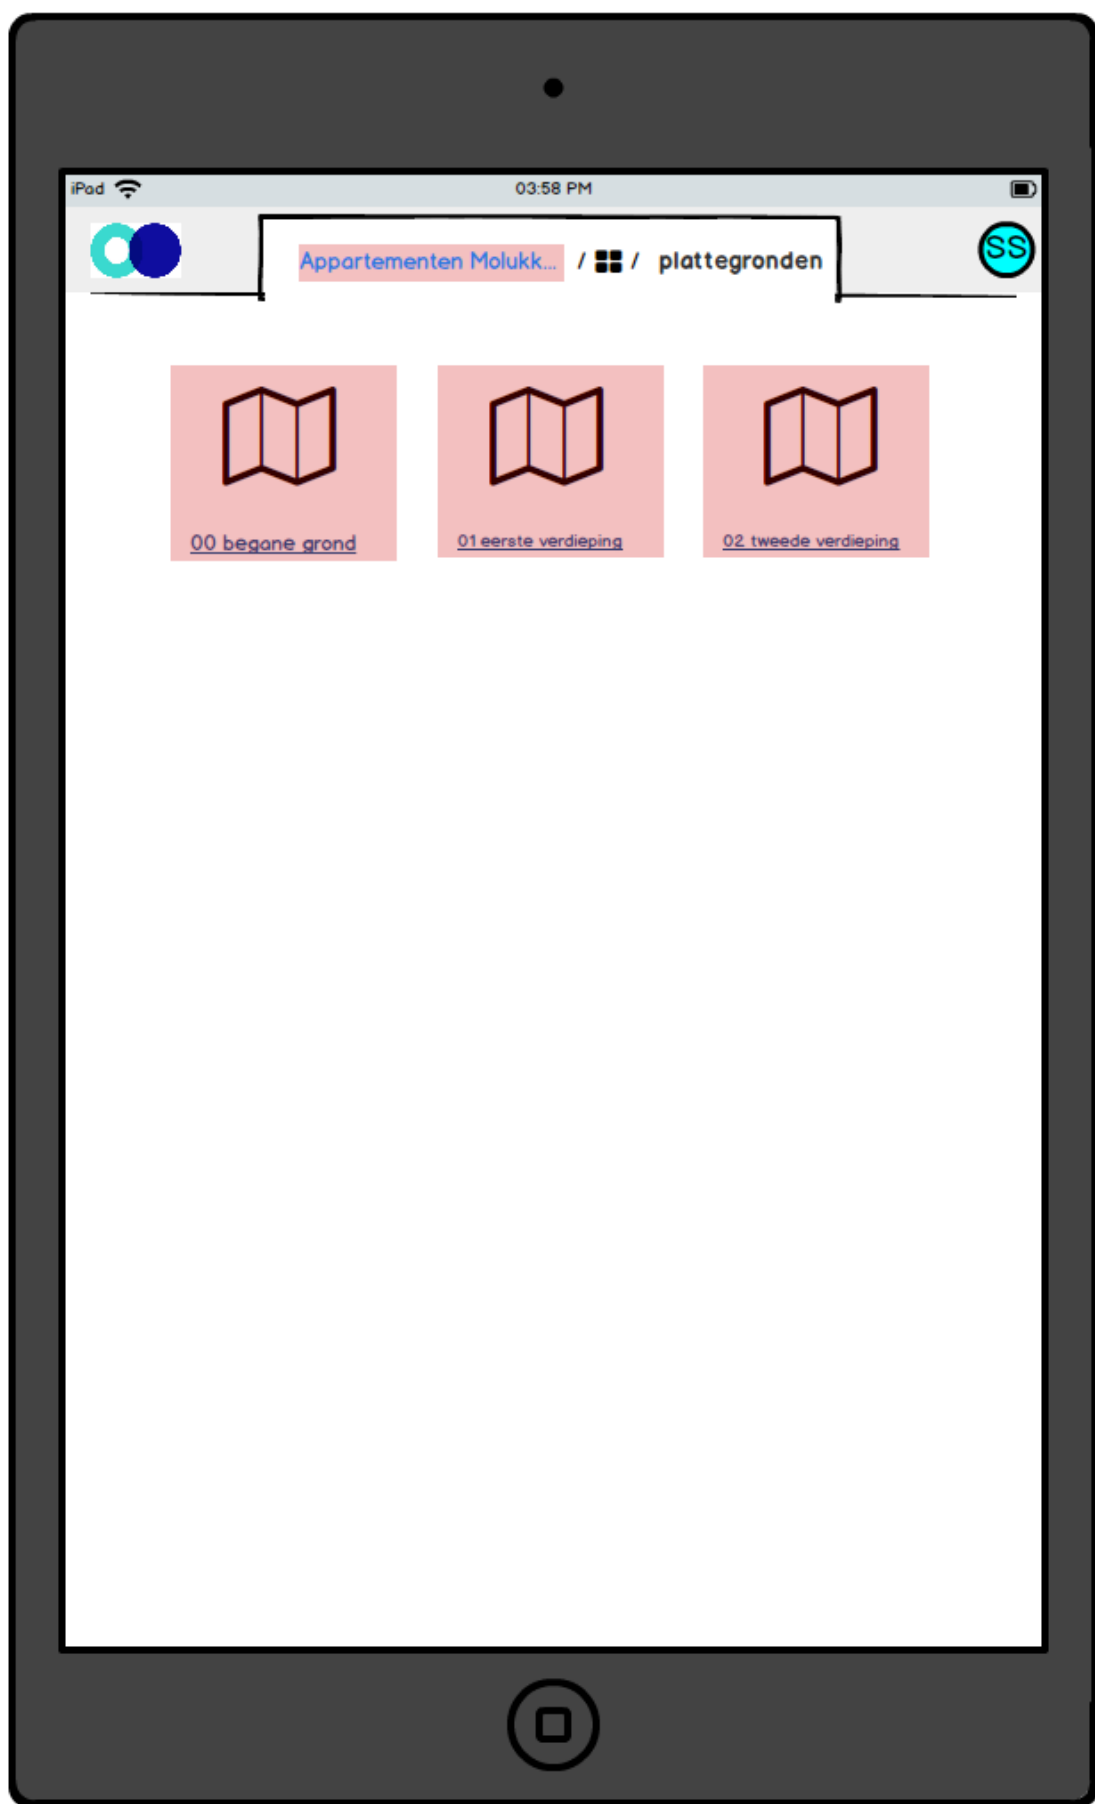 iPad 03:58 PM
Appartementen Molukk... / / plattegronden
SS
00 begane grond
01 eerste verdieping
02 tweede verdieping